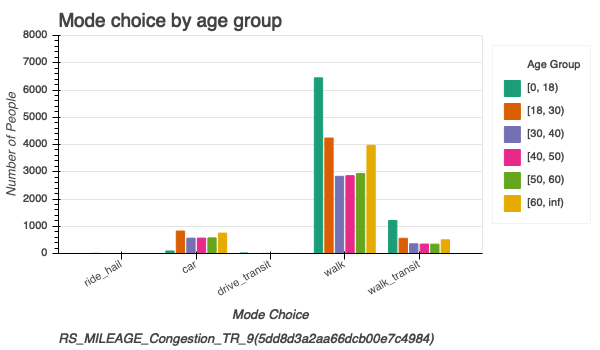 Mode choice by age group
8000
7000
6000
5000
4000
3000
2000
1000
0
Number of People
ride_hail
car
drive_transit
walk
walk_transit
Mode Choice
Age Group
[0, 18)
[18, 30)
[30, 40)
[40, 50)
[50, 60)
[60, inf)
RS_MILEAGE_Congestion_TR_9(5dd8d3a2aa66dcb00e7c4984)